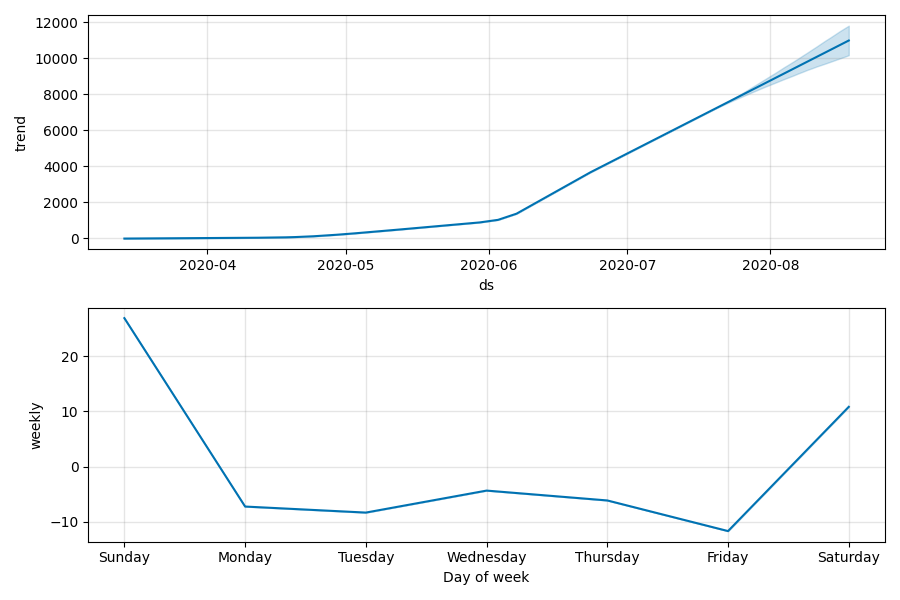 12000
10000
8000
6000
4000
2000
0
trend
2020-04 2020-05 2020-06 2020-07 2020-08
ds
20
10
0
−10
weekly
Sunday Monday Tuesday Wednesday Thursday Friday Saturday
Day of week